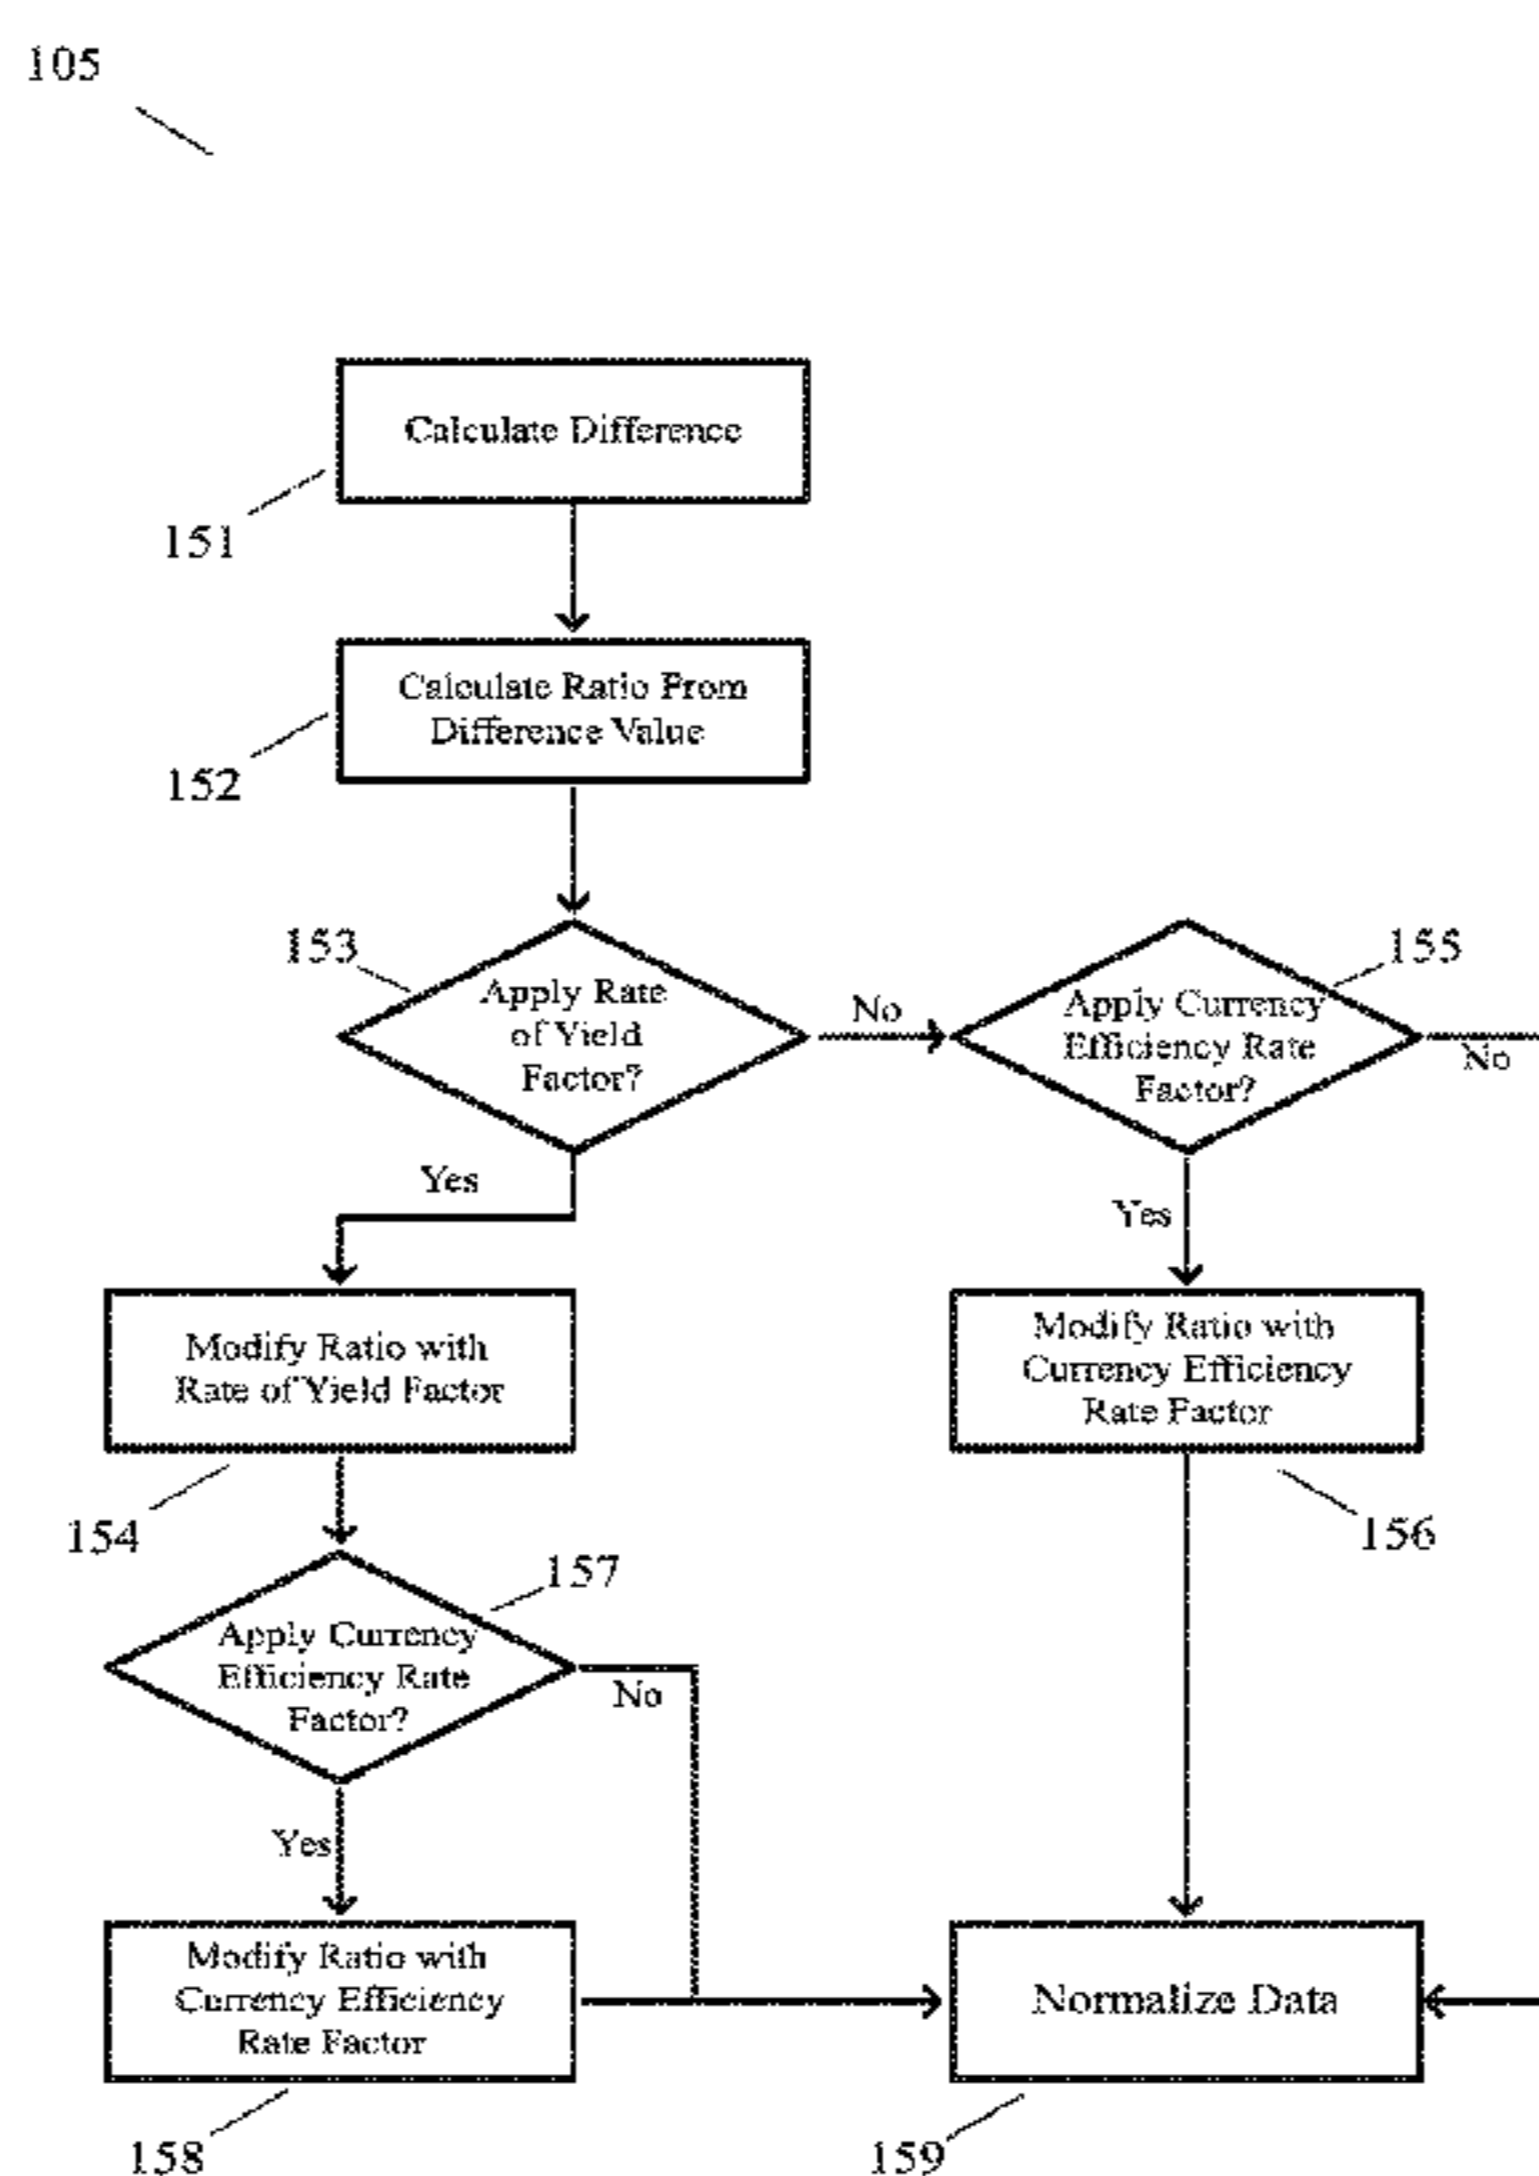 105
Calculate Difference
151
Calculate Ratio From
Difference Value
152
153
Apply Rate
of Yield
Factor?
No
155
Apply Currency
Efficiency Rate
Factor?
No
Yes
Yes
Modify Ratio with
Rate of Yield Factor
154
Modify Ratio with
Currency Efficiency
Rate Factor
156
157
Apply Currency
Efficiency Rate
Factor?
No
Yes
Modify Ratio with
Currency Efficiency
Rate Factor
158
Normalize Data
159